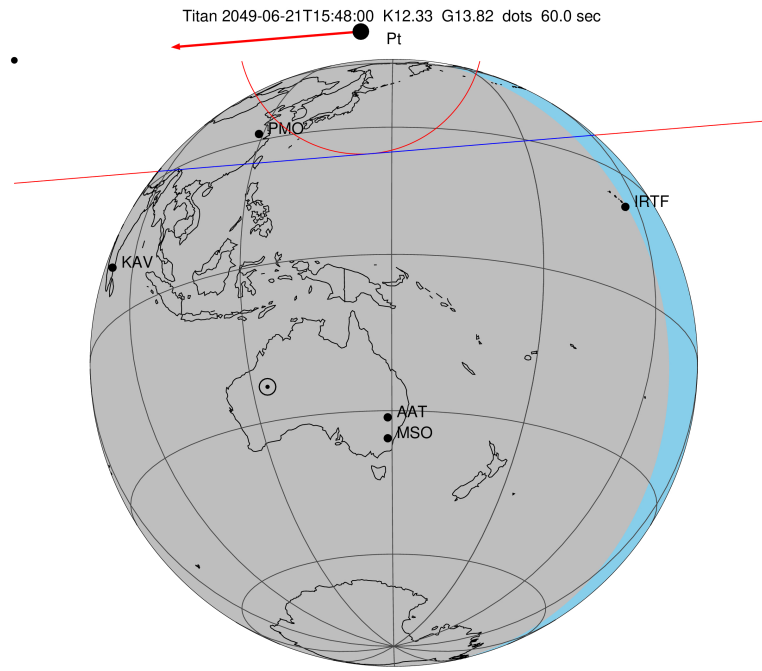 Titan 2049-06-21T15:48:00 K12.33 G13.82 dots 60.0 sec
Pt
PMO
IRTF
KAV
AAT
MSO